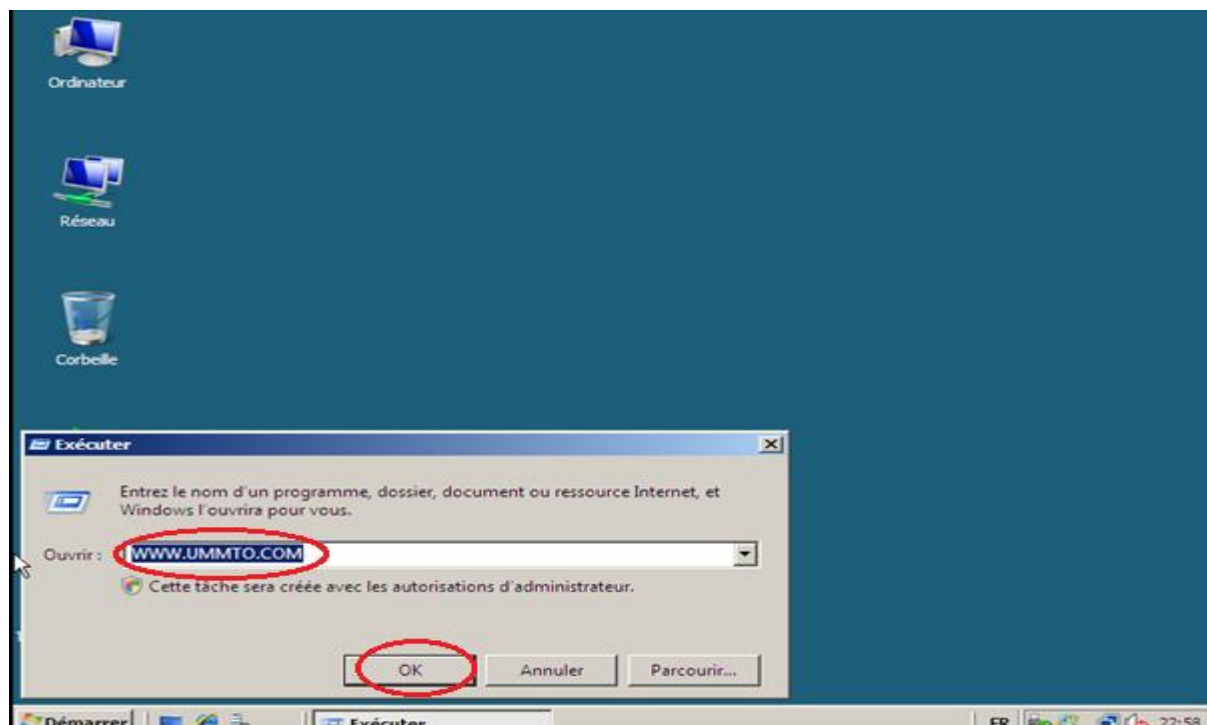 Ordinateur
Réseau
Corbeille
Exécuter
Entrez le nom d'un programme, dossier, document ou ressource Internet, et
Windows l'ouvrira pour vous.
Ouvrir : WWW.UMMTO.COM
Cette tâche sera créée avec les autorisations d'administrateur.
OK Annuler Parcourir...
Démarrer Exécuter FR 22:58